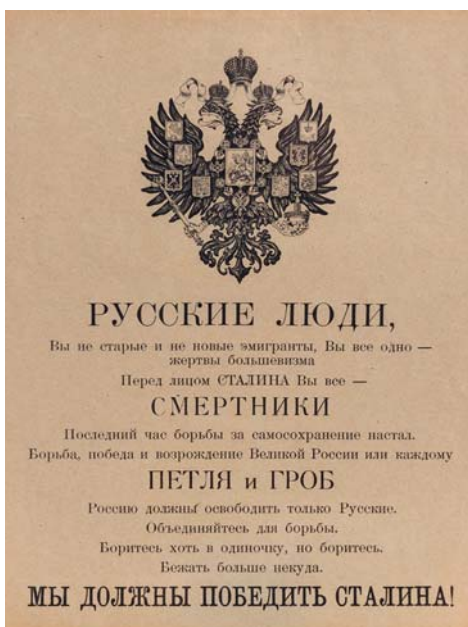 РУССКИЕ ЛЮДИ,
Вы не старые и не новые эмигранты, Вы все одно —
жертвы большевизма
Перед лицом СТАЛИНА Вы все —
СМЕРТНИКИ
Последний час борьбы за самосохранение настал.
Борьба, победа и возрождение Великой России или каждому
ПЕТЛЯ и ГРОБ
Россию должны освободить только Русские.
Объединяйтесь для борьбы.
Боритесь хоть в одиночку, но боритесь.
Бежать больше некуда.
МЫ ДОЛЖНЫ ПОБЕДИТЬ СТАЛИНА!